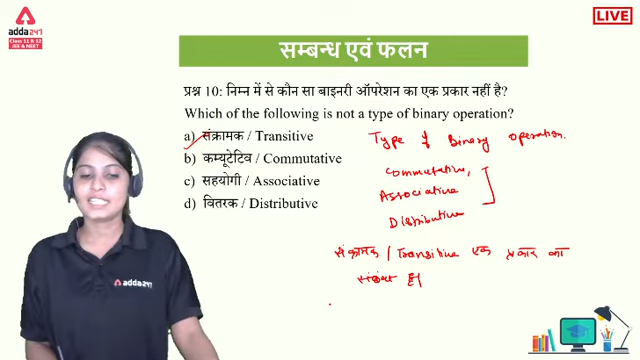 adda247
Class 11 & 12
JEE & NEET
LIVE
सम्बन्ध एवं फलन
प्रश्न 10: निम्न में से कौन सा बाइनरी ऑपरेशन का एक प्रकार नहीं है?
Which of the following is not a type of binary operation?
a) संक्रामक / Transitive
b) कम्यूटेटिव / Commutative
c) सहयोगी / Associative
d) वितरक / Distributive
Type of Binary operation.
Commutative,
Associative
Distributive
संक्रामक / Transitive एक प्रकार का
संबंध है।
adda247